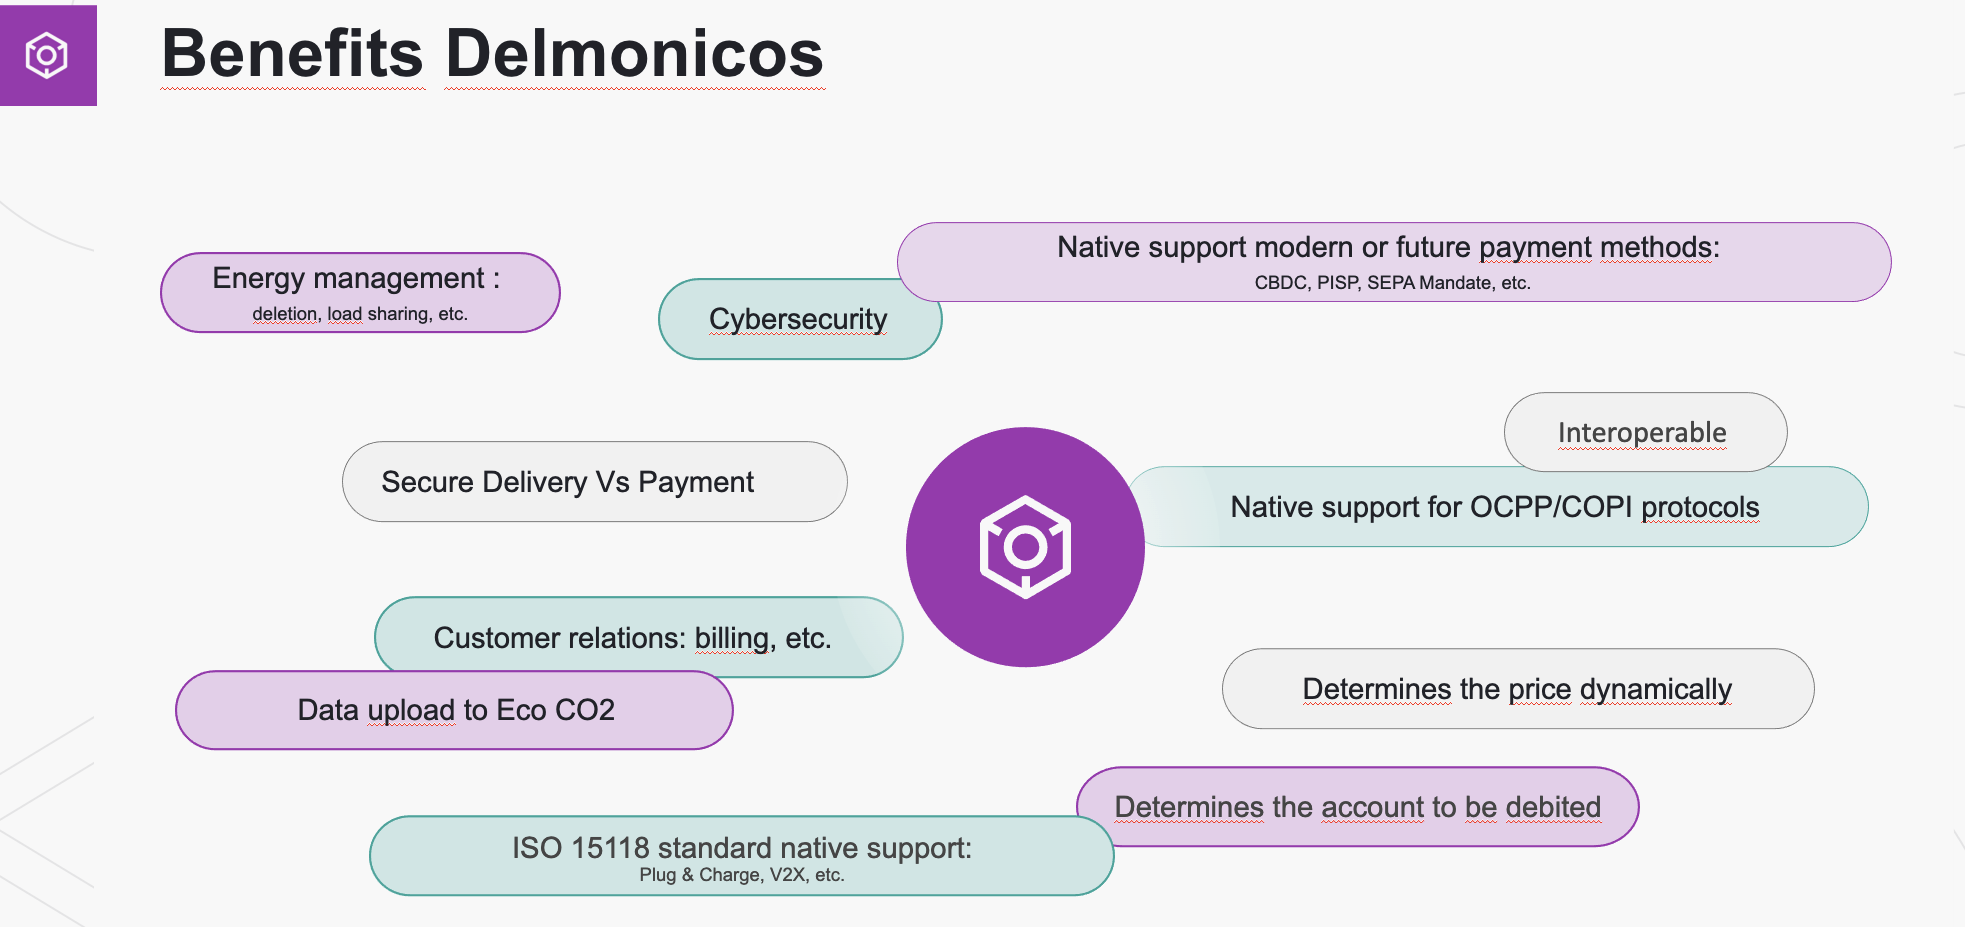 Benefits Delmonicos
Native support modern or future payment methods:
CBDC, PISP, SEPA Mandate, etc.
Energy management :
deletion, load sharing, etc.
Cybersecurity
Interoperable
Secure Delivery Vs Payment
Native support for OCPP/COPI protocols
Customer relations: billing, etc.
Determines the price dynamically
Data upload to Eco CO2
Determines the account to be debited
ISO 15118 standard native support:
Plug & Charge, V2X, etc.